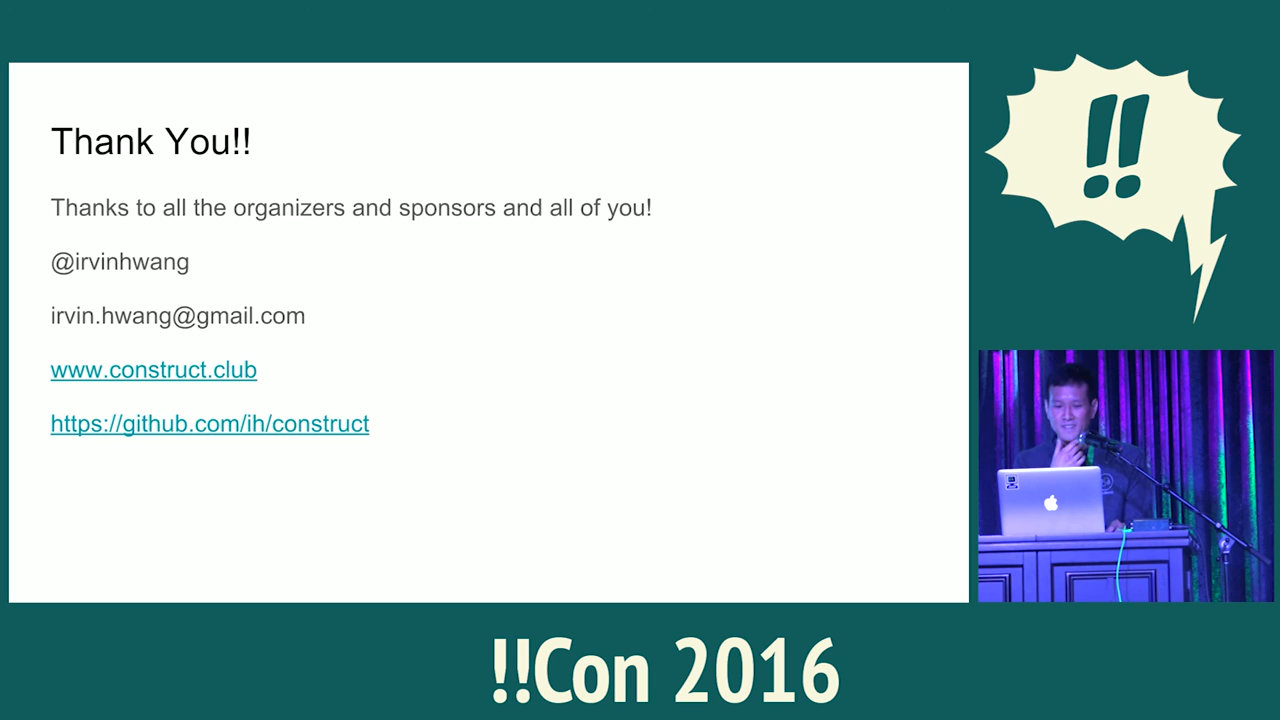 Thank You!!
Thanks to all the organizers and sponsors and all of you!
@irvinhwang
irvin.hwang@gmail.com
www.construct.club
https://github.com/ih/construct
!!
!!Con 2016